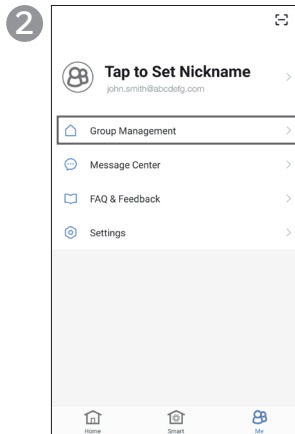 2
Tap to Set Nickname
john.smith@abcdefg.com
Group Management
Message Center
FAQ & Feedback
Settings
Home Smart Me